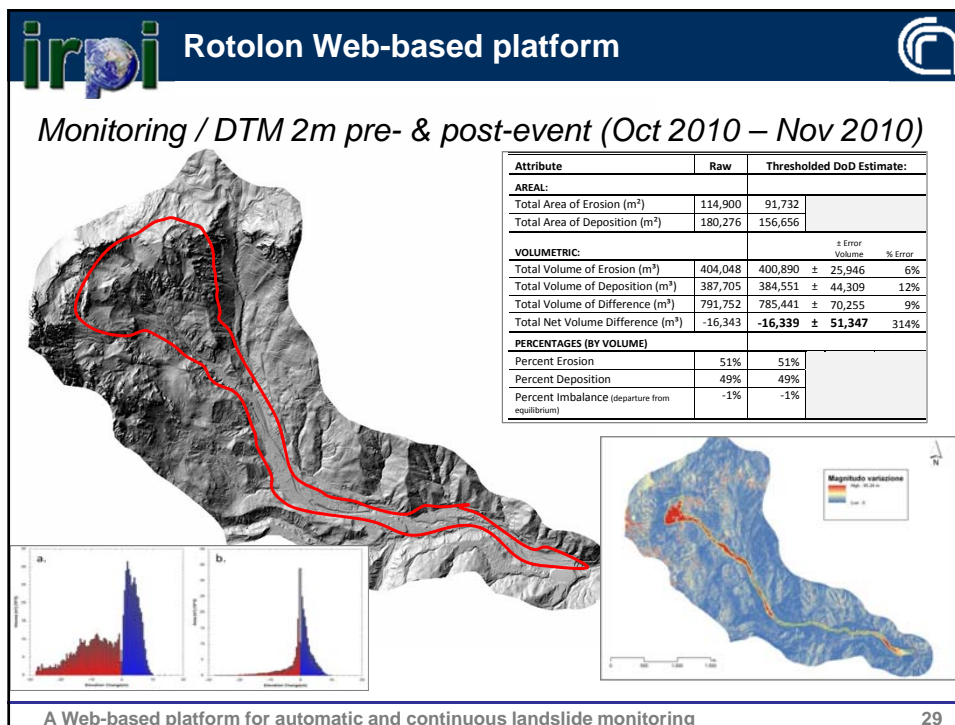 irpi
Rotolon Web-based platform
Monitoring / DTM 2m pre- & post-event (Oct 2010 – Nov 2010)
Attribute Raw Thresholded DoD Estimate:
AREAL:
Total Area of Erosion (m²) 114,900 91,732
Total Area of Deposition (m²) 180,276 156,656
VOLUMETRIC: ± Error Volume % Error
Total Volume of Erosion (m³) 404,048 400,890 ± 25,946 6%
Total Volume of Deposition (m³) 387,705 384,551 ± 44,309 12%
Total Volume of Difference (m³) 791,752 785,441 ± 70,255 9%
Total Net Volume Difference (m³) -16,343 -16,339 ± 51,347 314%
PERCENTAGES (BY VOLUME)
Percent Erosion 51% 51%
Percent Deposition 49% 49%
Percent Imbalance (departure from equilibrium) -1% -1%
N
Magnitudo variazione
a.
b.
A Web-based platform for automatic and continuous landslide monitoring 29